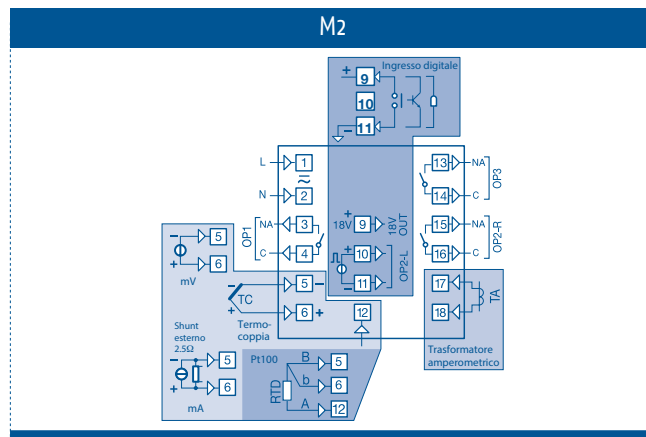 M2
Ingresso digitale
+ 9
10
− 11
L 1
N 2
OP1
NA 3
C 4
− 5
+ 6
mV
TC
5 −
6 +
Termo-
coppia
12
+
18V 9
18V
OUT
+ 10
− 11
OP2-L
13 NA
14 C
OP3
15 NA
16 C
OP2-R
17
18
TA
Trasformatore
amperometrico
Shunt
esterno
2.5Ω
− 5
+ 6
mA
Pt100
RTD
B 5
b 6
A 12